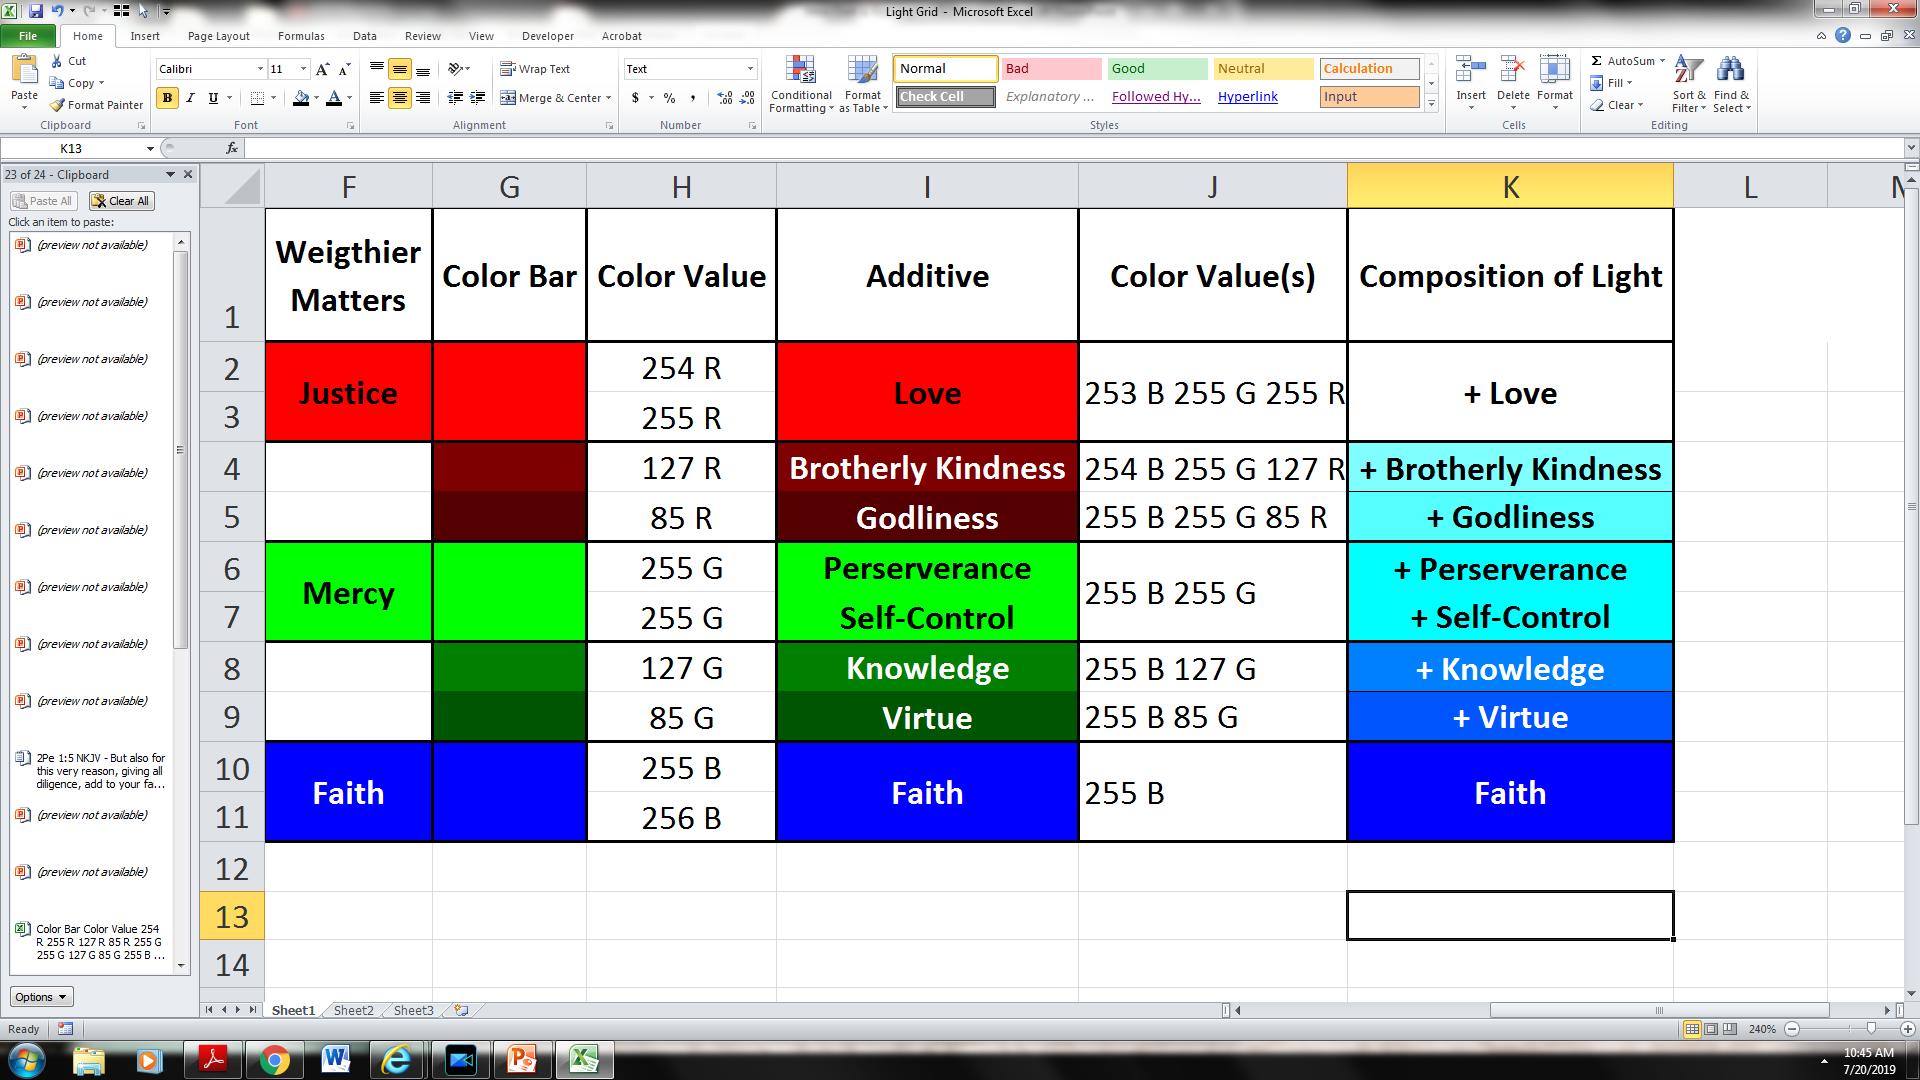 Light Grid - Microsoft Excel
File Home Insert Page Layout Formulas Data Review View Developer Acrobat
Paste
Cut
Copy
Format Painter
Clipboard
Calibri 11
B I U
Font
Wrap Text
Merge & Center
Alignment
Text
$ % ,
Number
Conditional Formatting
Format as Table
Normal Bad Good Neutral Calculation
Check Cell Explanatory ... Followed Hy... Hyperlink Input
Styles
Insert Delete Format
Cells
Σ AutoSum
Fill
Clear
Sort & Filter
Find & Select
Editing
K13 fx
23 of 24 - Clipboard
Paste All Clear All
Click an item to paste:
(preview not available)
(preview not available)
(preview not available)
(preview not available)
(preview not available)
(preview not available)
(preview not available)
(preview not available)
(preview not available)
2Pe 1:5 NKJV - But also for
this very reason, giving all
diligence, add to your fa...
(preview not available)
(preview not available)
Color Bar Color Value 254
R 255 R 127 R 85 R 255 G
255 G 127 G 85 G 255 B ...
Options
F G H I J K L M
1 Weigthier Matters Color Bar Color Value Additive Color Value(s) Composition of Light
2 Justice 254 R Love 253 B 255 G 255 R + Love
3 255 R
4 127 R Brotherly Kindness 254 B 255 G 127 R + Brotherly Kindness
5 85 R Godliness 255 B 255 G 85 R + Godliness
6 Mercy 255 G Perserverance 255 B 255 G + Perserverance
7 255 G Self-Control + Self-Control
8 127 G Knowledge 255 B 127 G + Knowledge
9 85 G Virtue 255 B 85 G + Virtue
10 Faith 255 B Faith 255 B Faith
11 256 B
12
13
14
Sheet1 Sheet2 Sheet3
Ready 240%
10:45 AM
7/20/2019